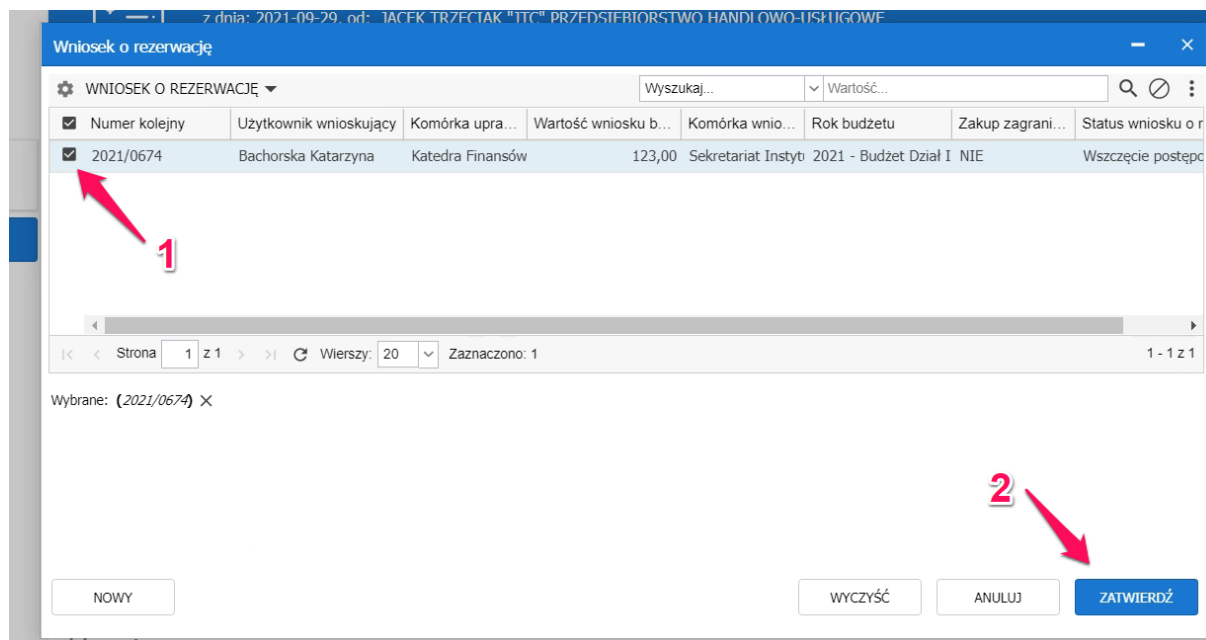 z dnia: 2021-09-29, od: JACEK TRZECIAK "JTC" PRZEDSIĘBIORSTWO HANDLOWO-USŁUGOWE
Wniosek o rezerwację
WNIOSEK O REZERWACJĘ Wyszukaj... Wartość...
Numer kolejny Użytkownik wnioskujący Komórka upra... Wartość wniosku b... Komórka wnio... Rok budżetu Zakup zagrani... Status wniosku o r
2021/0674 Bachorska Katarzyna Katedra Finansów 123,00 Sekretariat Instytu 2021 - Budżet Dział I NIE Wszczęcie postępo
1
Strona 1 z 1 Wierszy: 20 Zaznaczono: 1 1 - 1 z 1
Wybrane: (2021/0674)
2
NOWY WYCZYŚĆ ANULUJ ZATWIERDŹ